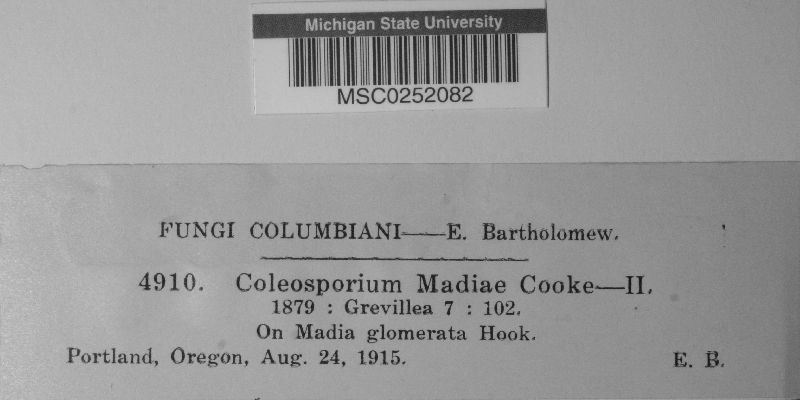 Michigan State University
MSC0252082
FUNGI COLUMBIANI——E. Bartholomew.
4910. Coleosporium Madiae Cooke—II.
1879 : Grevillea 7 : 102.
On Madia glomerata Hook.
Portland, Oregon, Aug. 24, 1915. E. B.